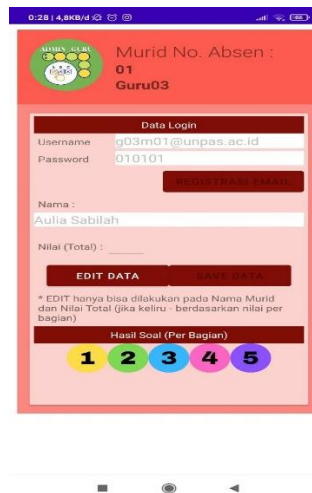 0:28 | 4,8KB/d
ADMIN GURU
Murid No. Absen :
01
Guru03
Data Login
Username g03m01@unpas.ac.id
Password 010101
REGISTRASI EMAIL
Nama :
Aulia Sabilah
Nilai (Total) :
EDIT DATA SAVE DATA
* EDIT hanya bisa dilakukan pada Nama Murid
dan Nilai Total (jika keliru - berdasarkan nilai per
bagian)
Hasil Soal (Per Bagian)
1 2 3 4 5